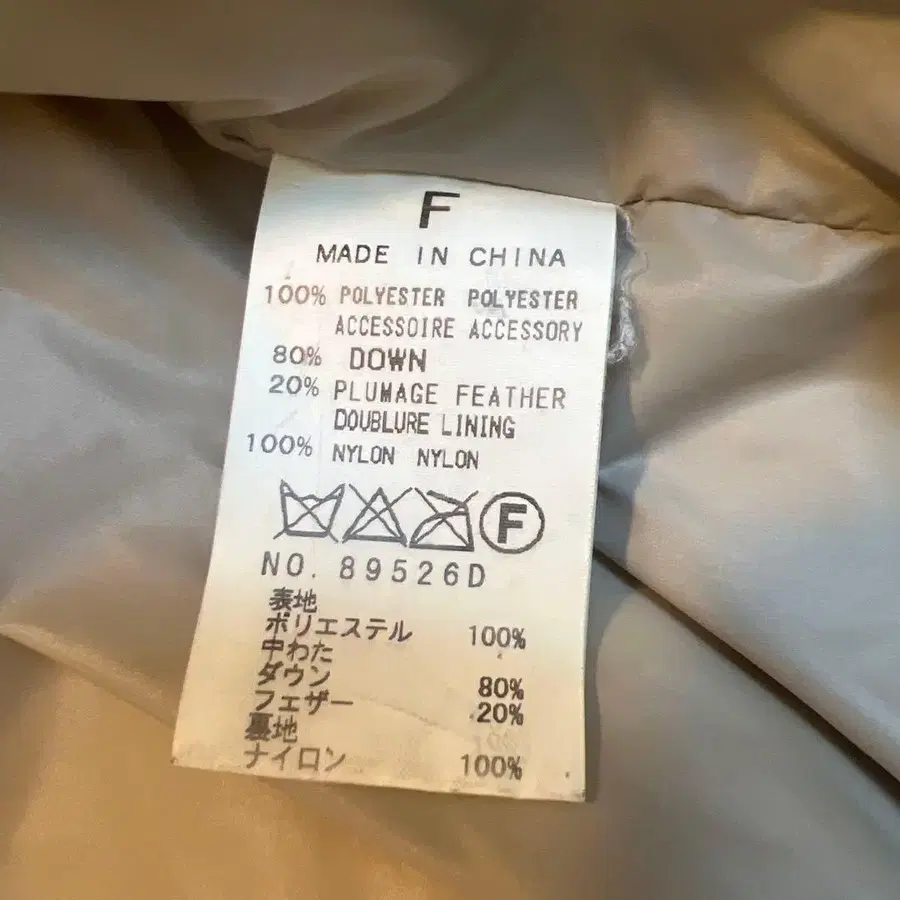 F
MADE IN CHINA
100% POLYESTER POLYESTER
ACCESSOIRE ACCESSORY
80% DOWN
20% PLUMAGE FEATHER
DOUBLURE LINING
100% NYLON NYLON
F
NO. 89526D
表地
ポリエステル 100%
中わた
ダウン 80%
フェザー 20%
裏地
ナイロン 100%